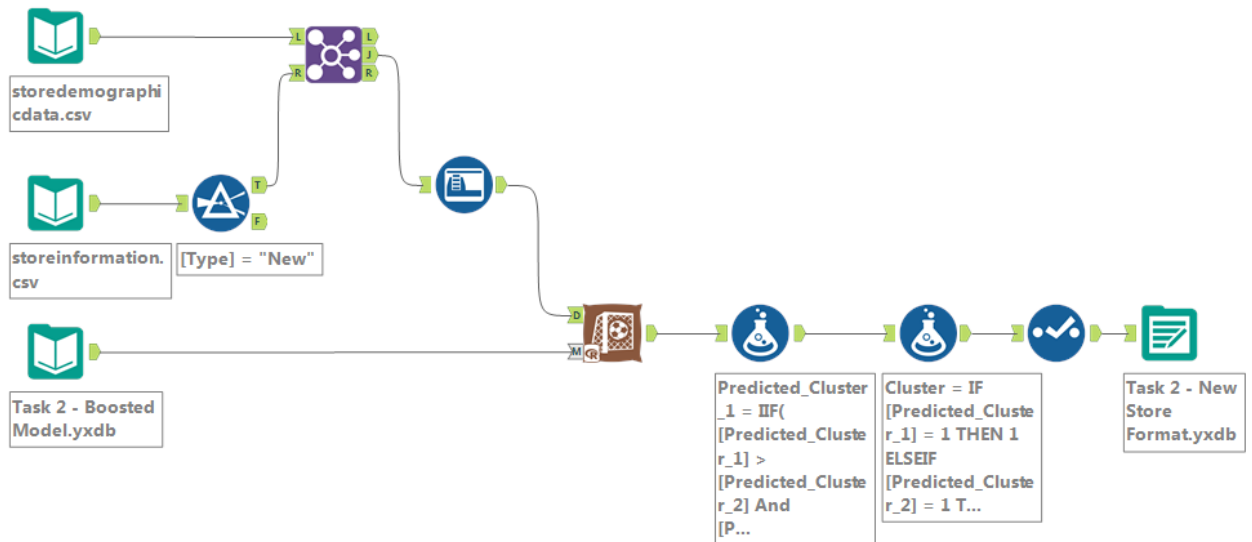 L
R
L
J
R
storedemographi
cdata.csv
T
F
storeinformation.
csv
[Type] = "New"
D
M
R
Task 2 - Boosted
Model.yxdb
Predicted_Cluster
_1 = IIF(
[Predicted_Cluste
r_1] >
[Predicted_Cluste
r_2] And
[P...
Cluster = IF
[Predicted_Cluste
r_1] = 1 THEN 1
ELSEIF
[Predicted_Cluste
r_2] = 1 T...
Task 2 - New
Store
Format.yxdb